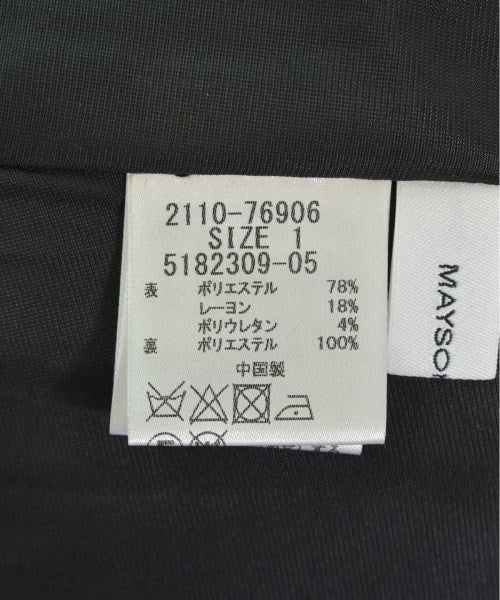 2110-76906
SIZE 1
5182309-05
表 ポリエステル 78%
レーヨン 18%
ポリウレタン 4%
裏 ポリエステル 100%
中国製
MAYSO